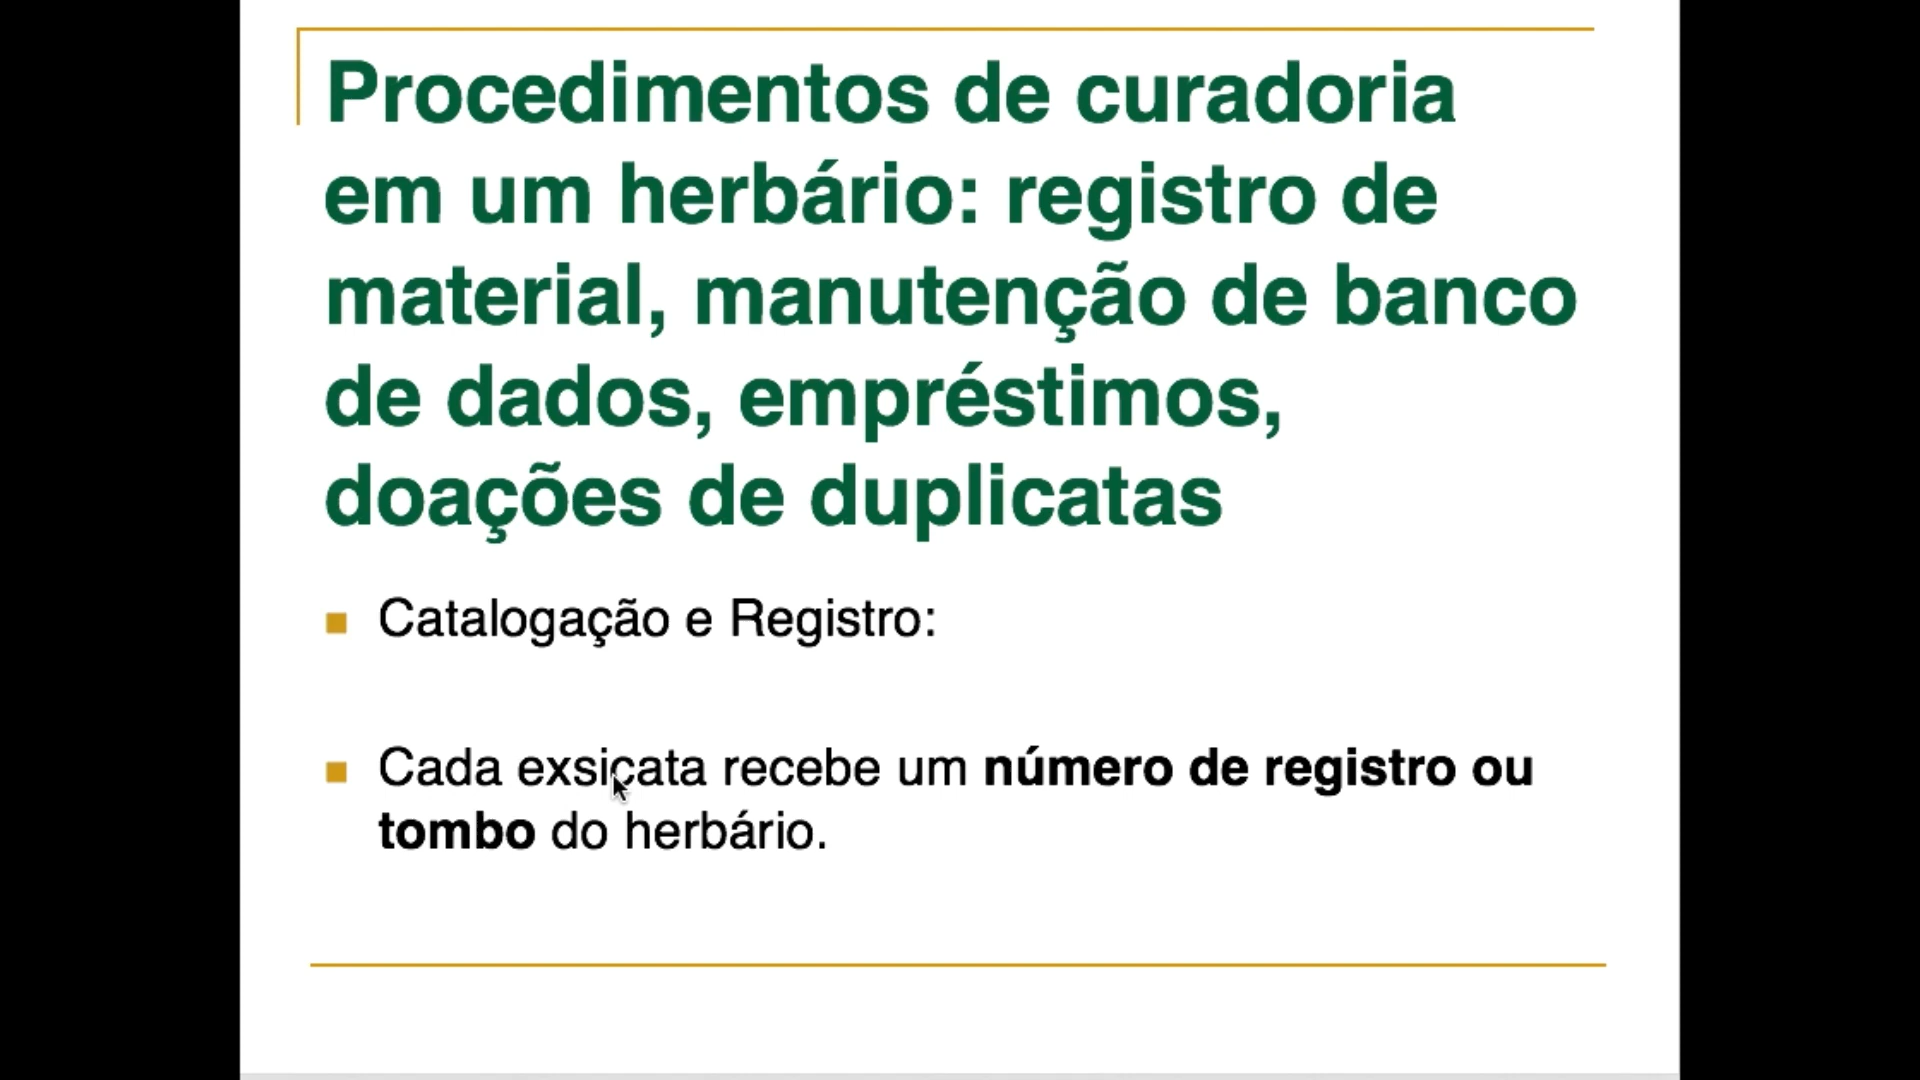 Procedimentos de curadoria
em um herbário: registro de
material, manutenção de banco
de dados, empréstimos,
doações de duplicatas
Catalogação e Registro:
Cada exsicata recebe um número de registro ou
tombo do herbário.